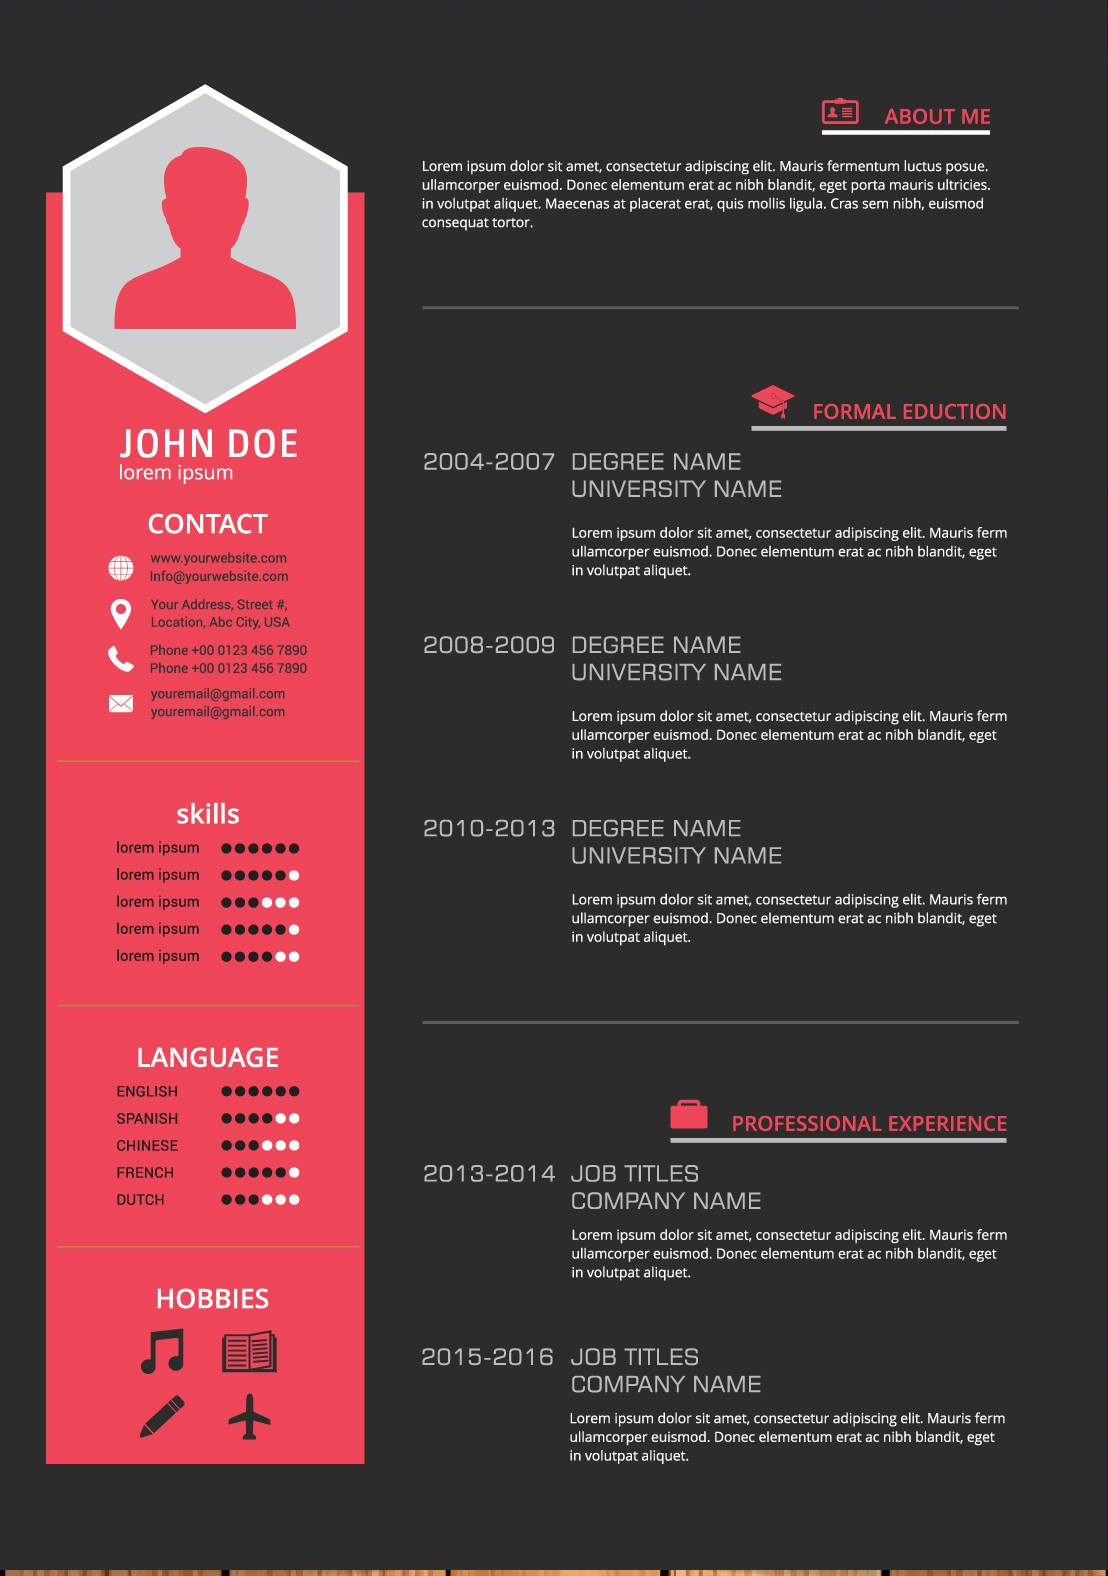 JOHN DOE
lorem ipsum
CONTACT
www.yourwebsite.com
Info@yourwebsite.com
Your Address, Street #,
Location, Abc City, USA
Phone +00 0123 456 7890
Phone +00 0123 456 7890
youremail@gmail.com
youremail@gmail.com
skills
lorem ipsum
lorem ipsum
lorem ipsum
lorem ipsum
lorem ipsum
LANGUAGE
ENGLISH
SPANISH
CHINESE
FRENCH
DUTCH
HOBBIES
ABOUT ME
Lorem ipsum dolor sit amet, consectetur adipiscing elit. Mauris fermentum luctus posue.
ullamcorper euismod. Donec elementum erat ac nibh blandit, eget porta mauris ultricies.
in volutpat aliquet. Maecenas at placerat erat, quis mollis ligula. Cras sem nibh, euismod
consequat tortor.
FORMAL EDUCTION
2004-2007 DEGREE NAME
UNIVERSITY NAME
Lorem ipsum dolor sit amet, consectetur adipiscing elit. Mauris ferm
ullamcorper euismod. Donec elementum erat ac nibh blandit, eget
in volutpat aliquet.
2008-2009 DEGREE NAME
UNIVERSITY NAME
Lorem ipsum dolor sit amet, consectetur adipiscing elit. Mauris ferm
ullamcorper euismod. Donec elementum erat ac nibh blandit, eget
in volutpat aliquet.
2010-2013 DEGREE NAME
UNIVERSITY NAME
Lorem ipsum dolor sit amet, consectetur adipiscing elit. Mauris ferm
ullamcorper euismod. Donec elementum erat ac nibh blandit, eget
in volutpat aliquet.
PROFESSIONAL EXPERIENCE
2013-2014 JOB TITLES
COMPANY NAME
Lorem ipsum dolor sit amet, consectetur adipiscing elit. Mauris ferm
ullamcorper euismod. Donec elementum erat ac nibh blandit, eget
in volutpat aliquet.
2015-2016 JOB TITLES
COMPANY NAME
Lorem ipsum dolor sit amet, consectetur adipiscing elit. Mauris ferm
ullamcorper euismod. Donec elementum erat ac nibh blandit, eget
in volutpat aliquet.